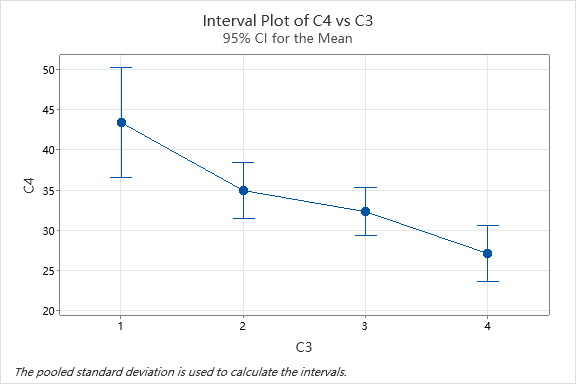 Interval Plot of C4 vs C3
95% CI for the Mean
50
45
40
35
30
25
20
C4
1 2 3 4
C3
The pooled standard deviation is used to calculate the intervals.